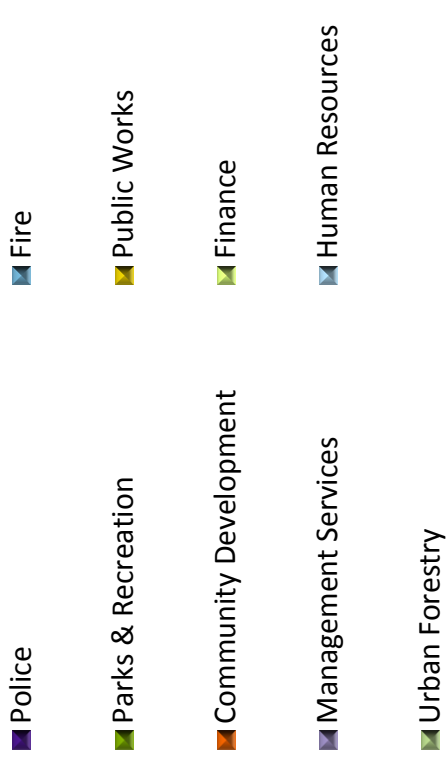 Police
Fire
Parks & Recreation
Public Works
Community Development
Finance
Management Services
Human Resources
Urban Forestry